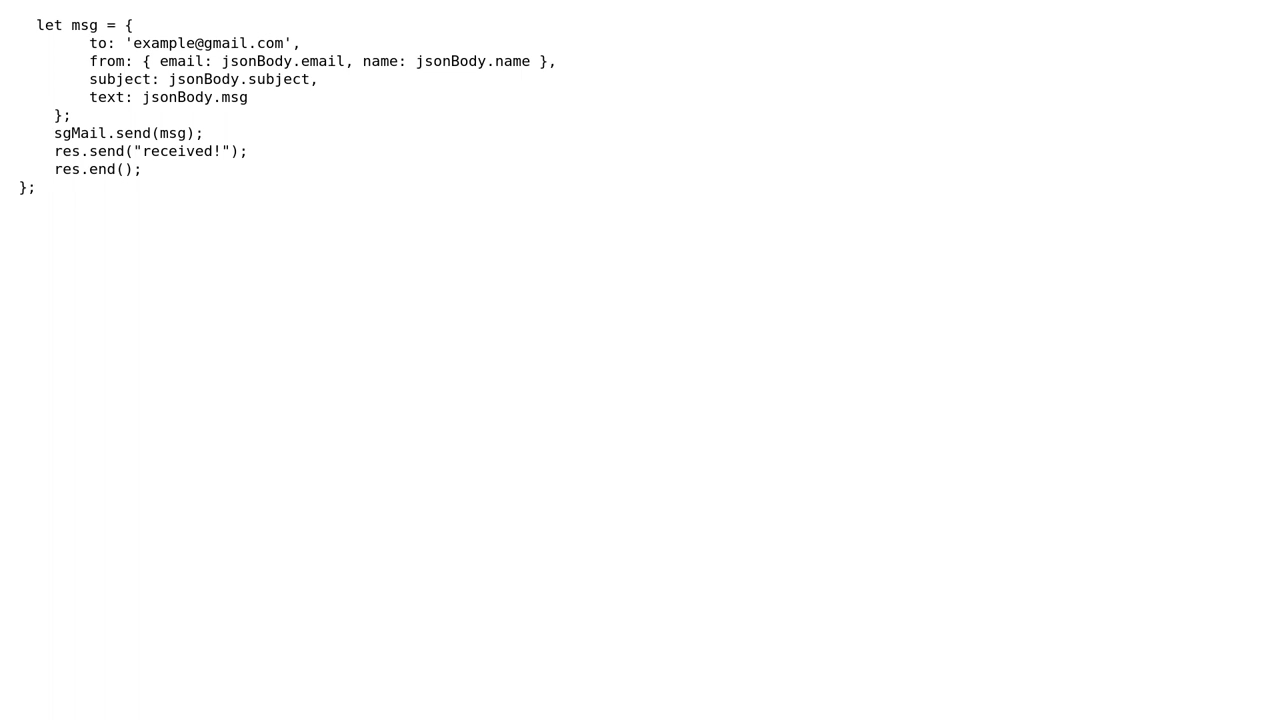 let msg = {
to: 'example@gmail.com',
from: { email: jsonBody.email, name: jsonBody.name },
subject: jsonBody.subject,
text: jsonBody.msg
};
sgMail.send(msg);
res.send("received!");
res.end();
};